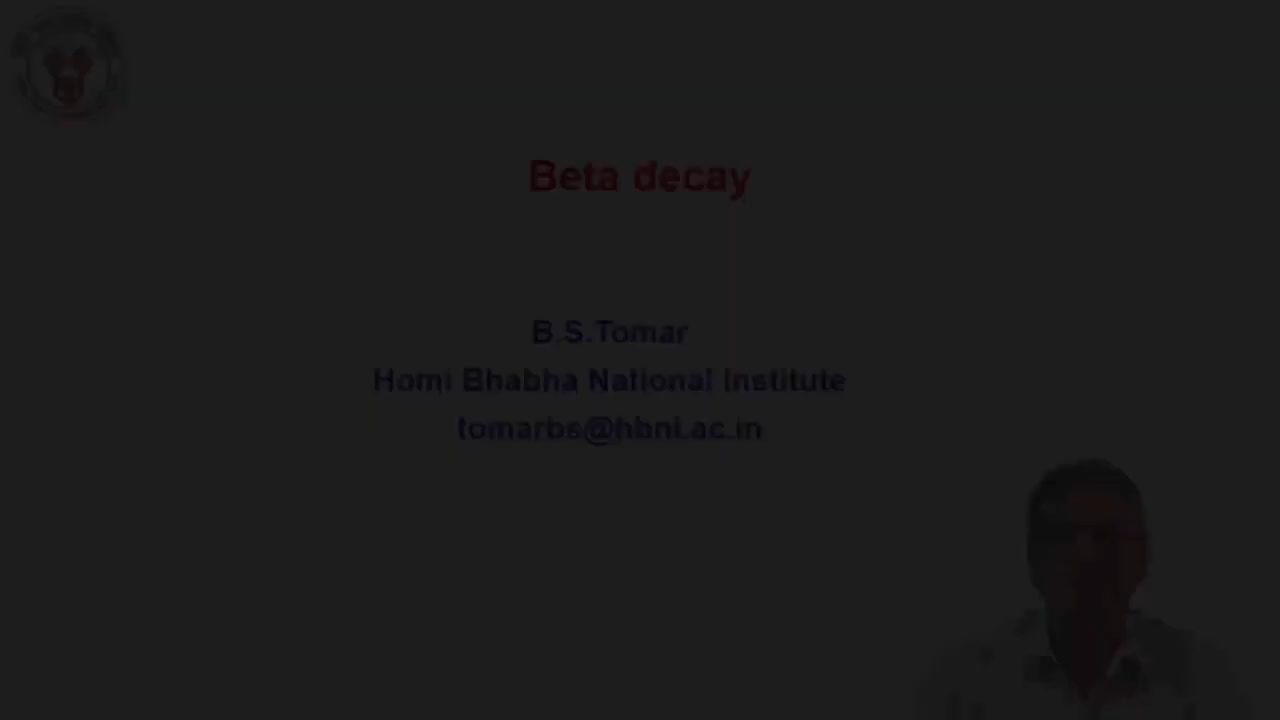 Beta decay
B.S.Tomar
Homi Bhabha National Institute
tomarbs@hbni.ac.in